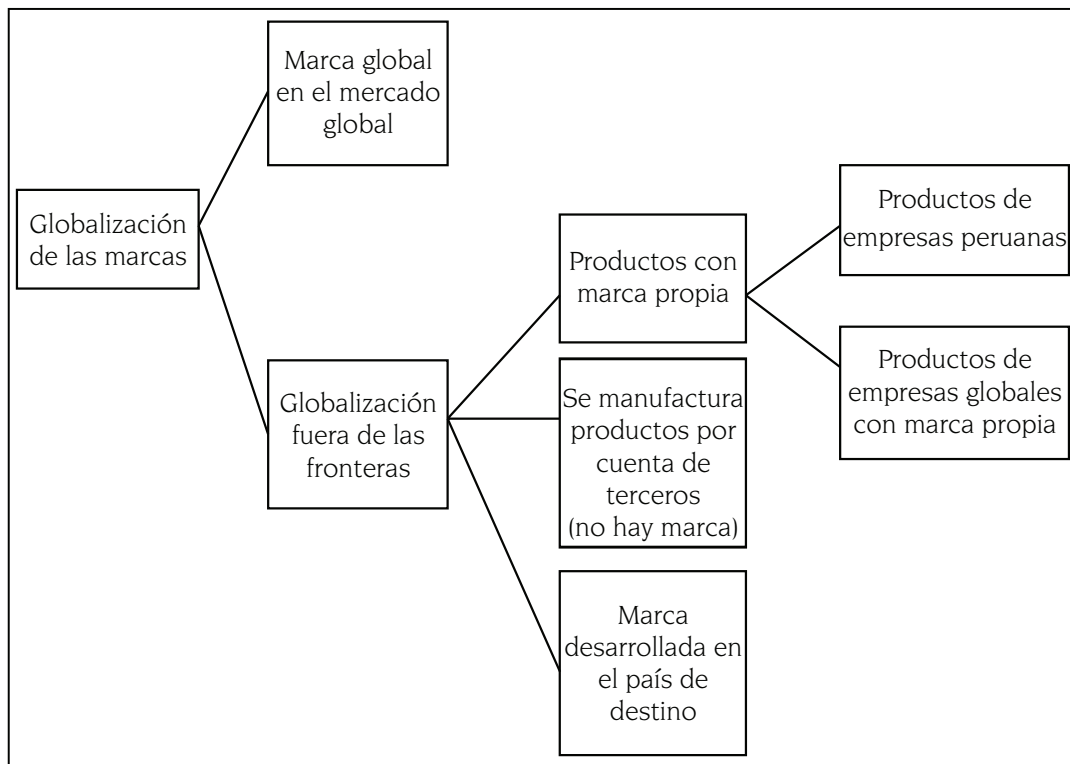 Marca global
en el mercado
global
Globalización
de las marcas
Globalización
fuera de las
fronteras
Productos con
marca propia
Se manufactura
productos por
cuenta de
terceros
(no hay marca)
Marca
desarrollada en
el país de
destino
Productos de
empresas peruanas
Productos de
empresas globales
con marca propia